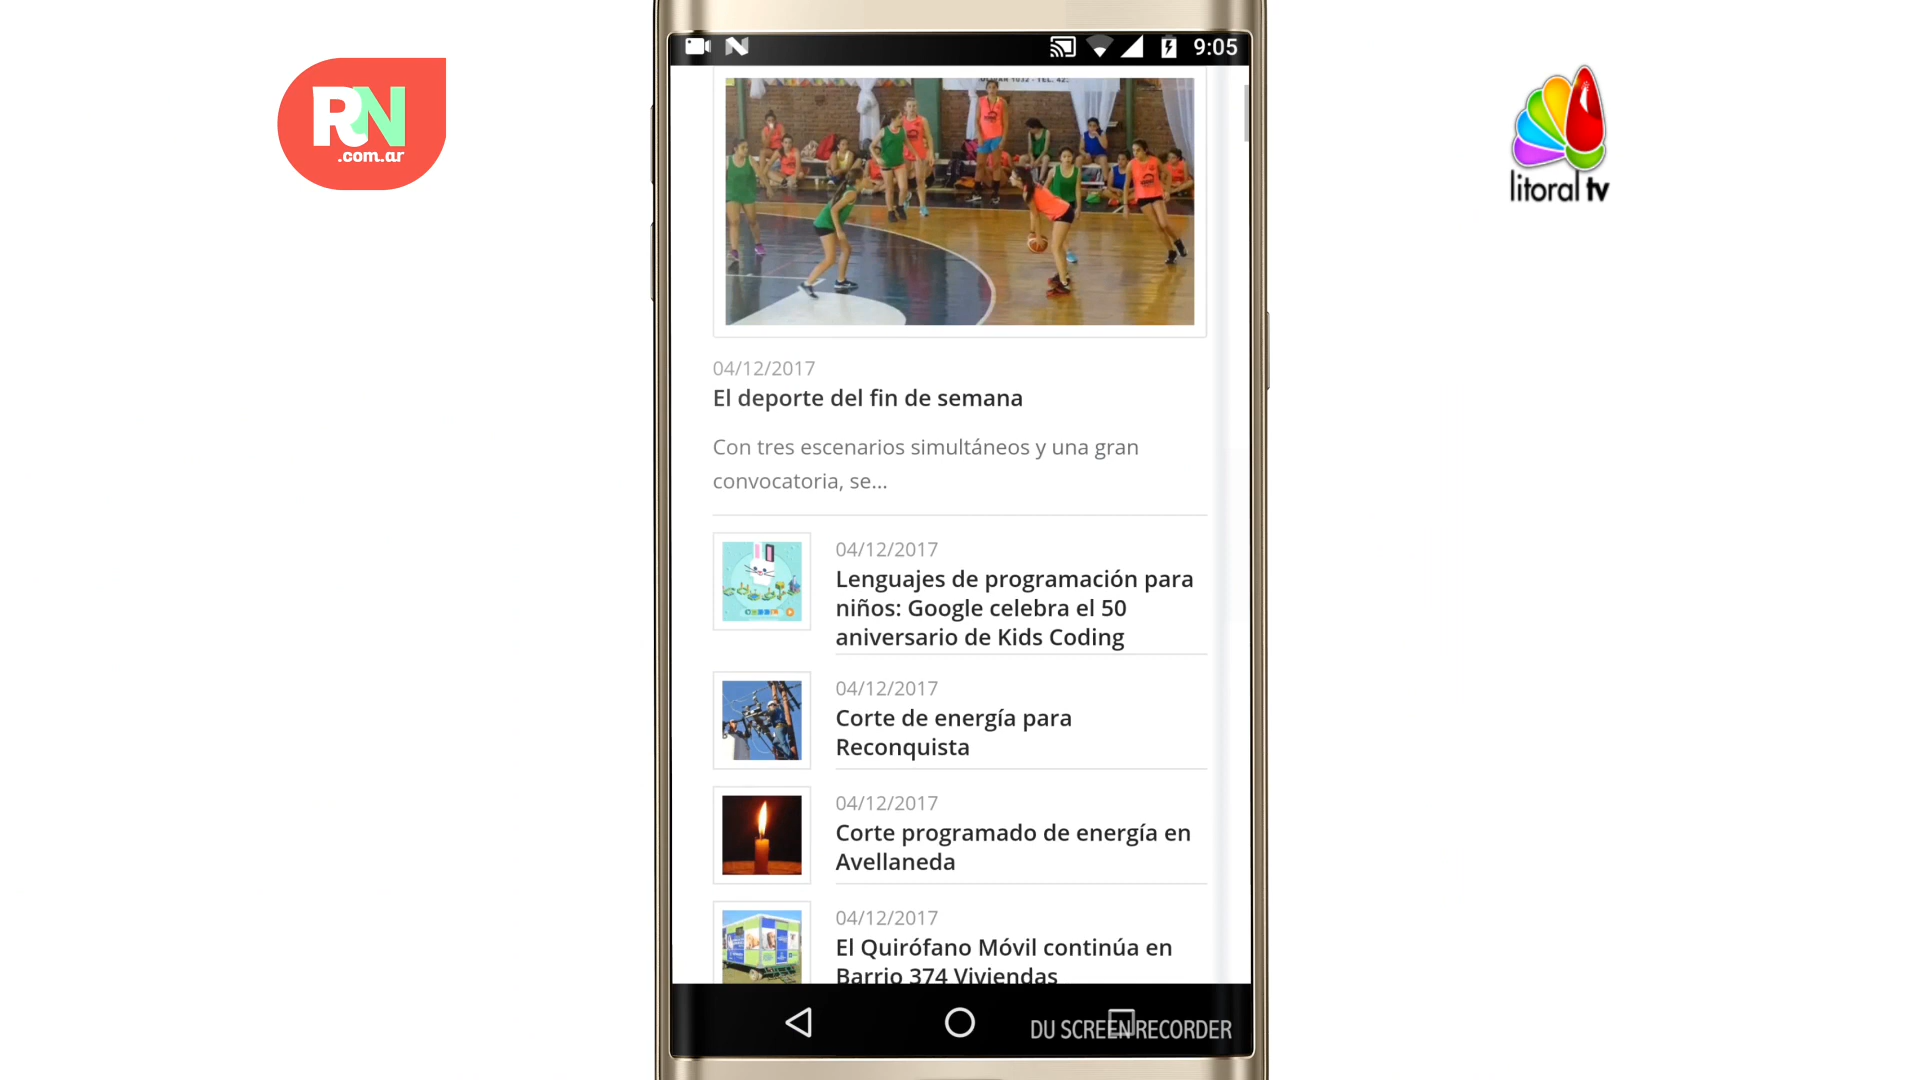 9:05
RN
.com.ar
litoral tv
04/12/2017
El deporte del fin de semana
Con tres escenarios simultáneos y una gran
convocatoria, se...
04/12/2017
Lenguajes de programación para
niños: Google celebra el 50
aniversario de Kids Coding
04/12/2017
Corte de energía para
Reconquista
04/12/2017
Corte programado de energía en
Avellaneda
04/12/2017
El Quirófano Móvil continúa en
Barrio 374 Viviendas
DU SCREEN RECORDER